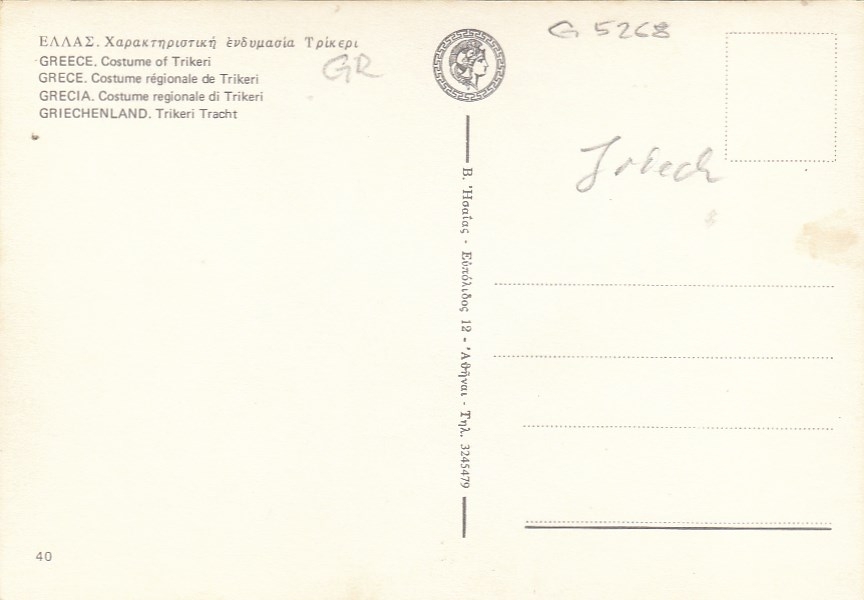 G 5268
ΕΛΛΑΣ. Χαρακτηριστική ἐνδυμασία Τρίκερι
GREECE. Costume of Trikeri
GRECE. Costume régionale de Trikeri
GRECIA. Costume regionale di Trikeri
GRIECHENLAND. Trikeri Tracht
GR
Β. Ἡσαΐας - Εὐπόλιδος 12 - Ἀθῆναι - Τηλ. 3245479
40